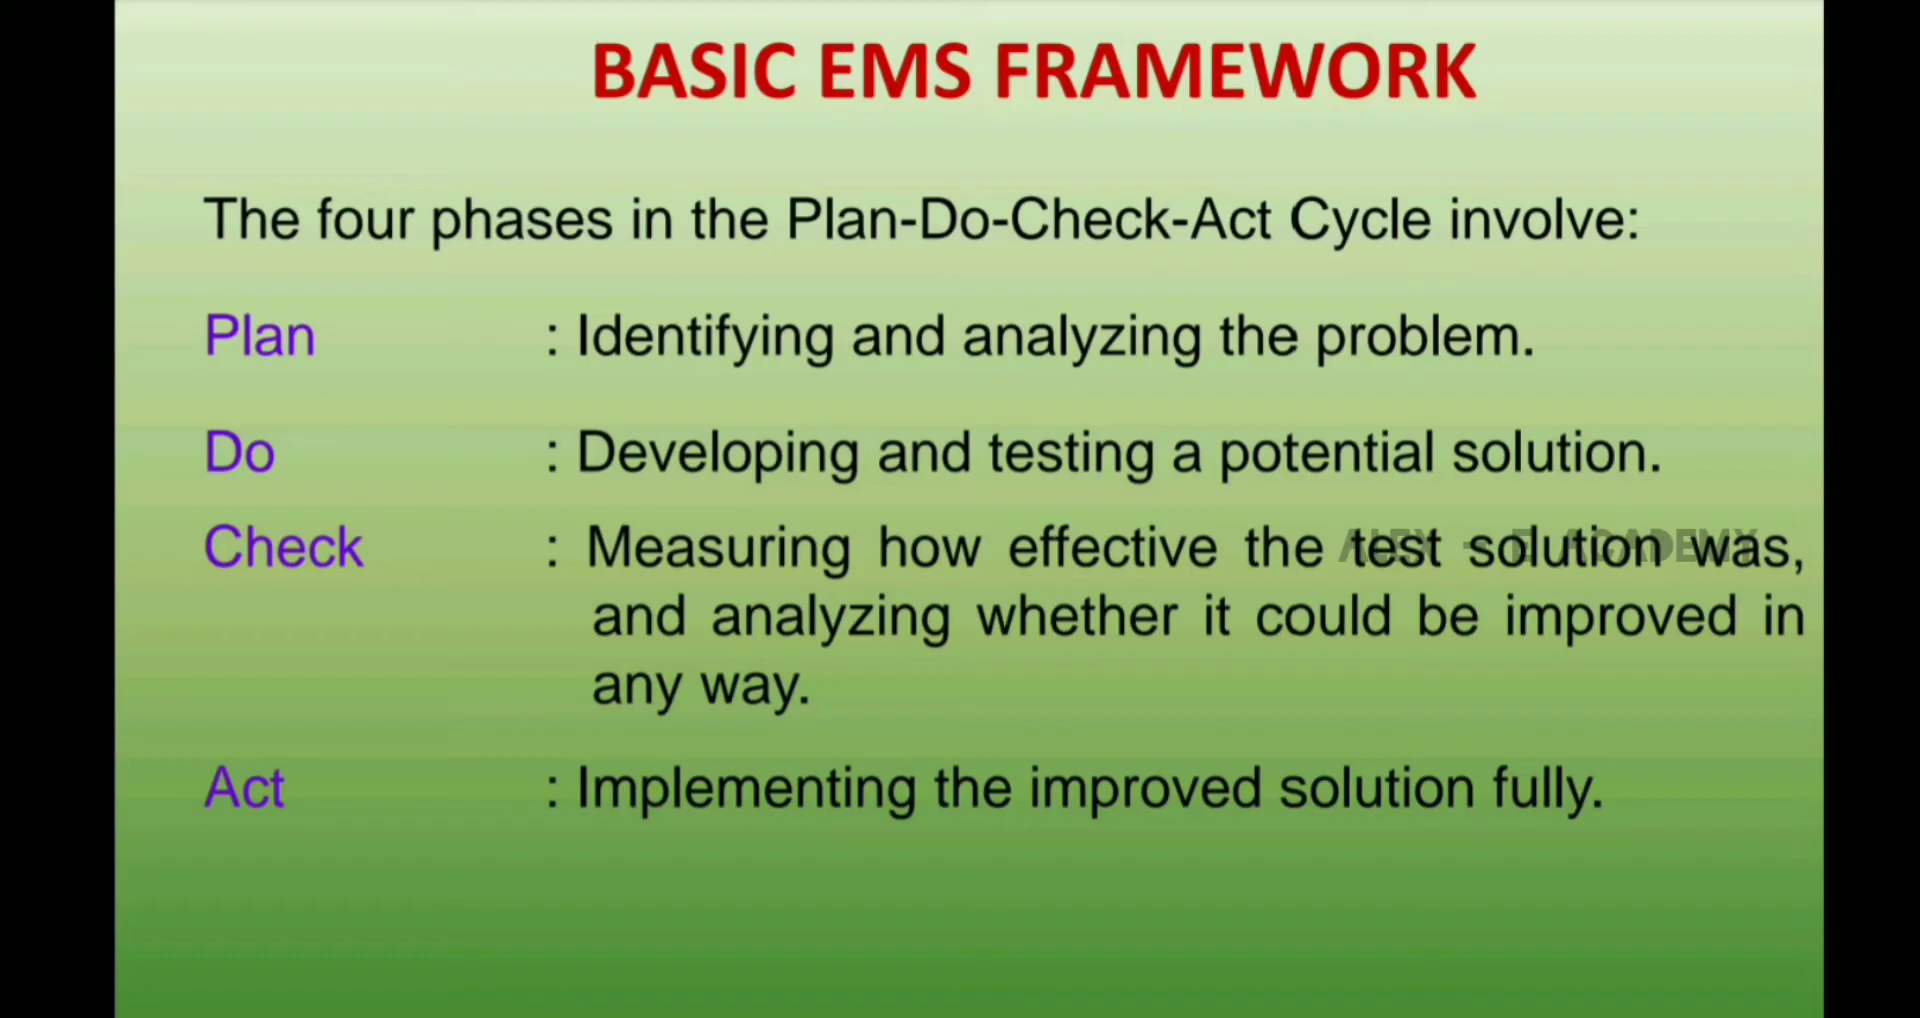 BASIC EMS FRAMEWORK
The four phases in the Plan-Do-Check-Act Cycle involve:
Plan : Identifying and analyzing the problem.
Do : Developing and testing a potential solution.
Check : Measuring how effective the test solution was,
and analyzing whether it could be improved in
any way.
Act : Implementing the improved solution fully.
ALEX - E ACADEMY